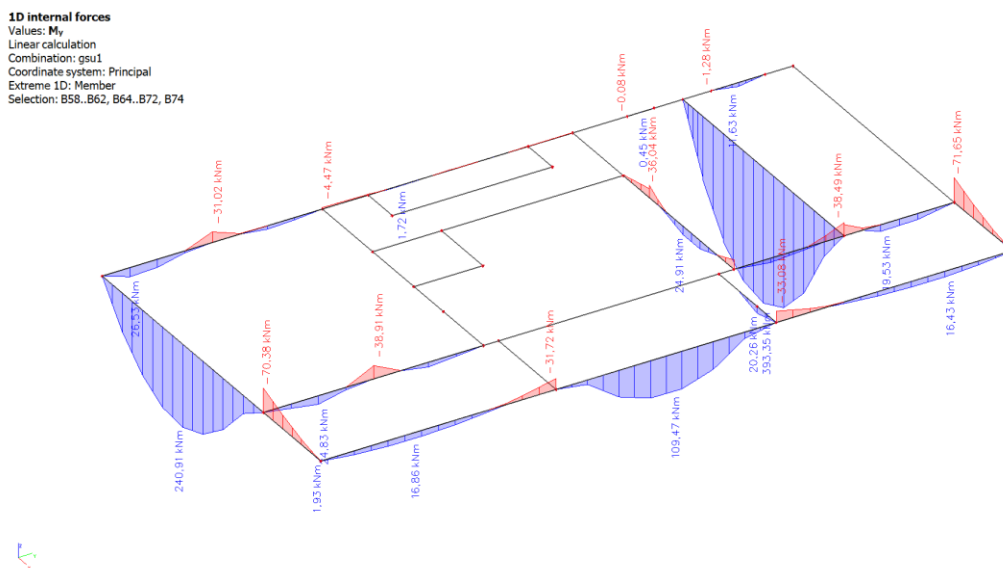 1D internal forces
Values: My
Linear calculation
Combination: gsu1
Coordinate system: Principal
Extreme 1D: Member
Selection: B58..B62, B64..B72, B74
-31,02 kNm
-4,47 kNm
-0,08 kNm
-1,28 kNm
0,45 kNm
-36,04 kNm
11,63 kNm
-71,65 kNm
-38,49 kNm
1,72 kNm
24,91 kNm
-33,08 kNm
19,53 kNm
16,43 kNm
26,53 kNm
-70,38 kNm
-38,91 kNm
-31,72 kNm
20,26 kNm
393,35 kNm
240,91 kNm
1,93 kNm
24,83 kNm
16,86 kNm
109,47 kNm